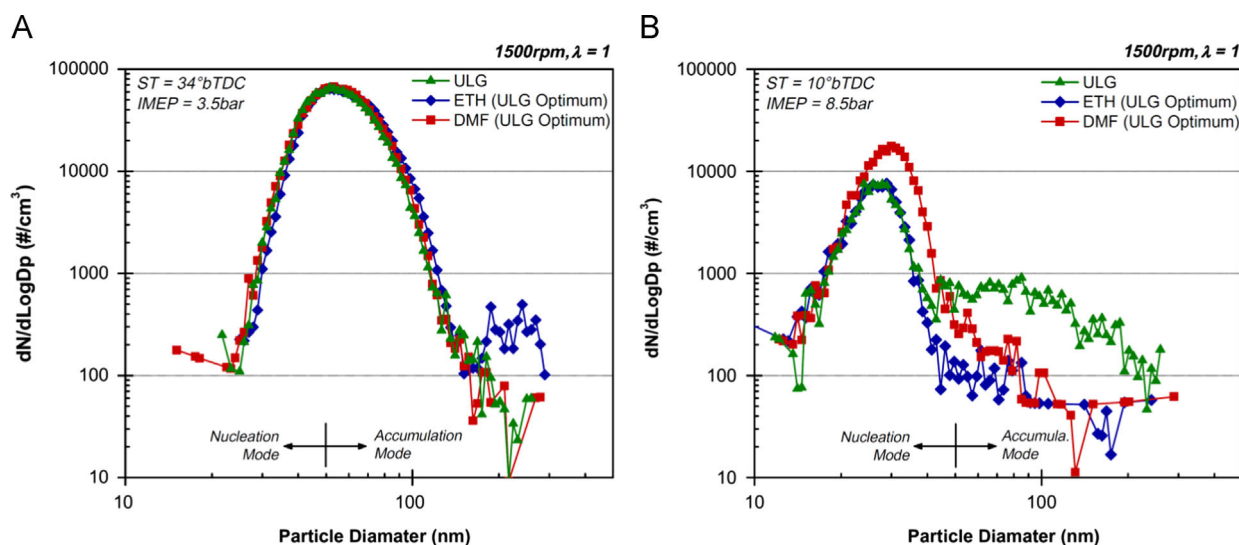 A
1500rpm, λ = 1
ST = 34°bTDC
IMEP = 3.5bar
ULG
ETH (ULG Optimum)
DMF (ULG Optimum)
dN/dLogDp (#/cm³)
100000
10000
1000
100
10
Nucleation
Mode
Accumulation
Mode
10
100
Particle Diamater (nm)
B
1500rpm, λ = 1
ST = 10°bTDC
IMEP = 8.5bar
ULG
ETH (ULG Optimum)
DMF (ULG Optimum)
dN/dLogDp (#/cm³)
100000
10000
1000
100
10
Nucleation
Mode
Accumula.
Mode
10
100
Particle Diamater (nm)